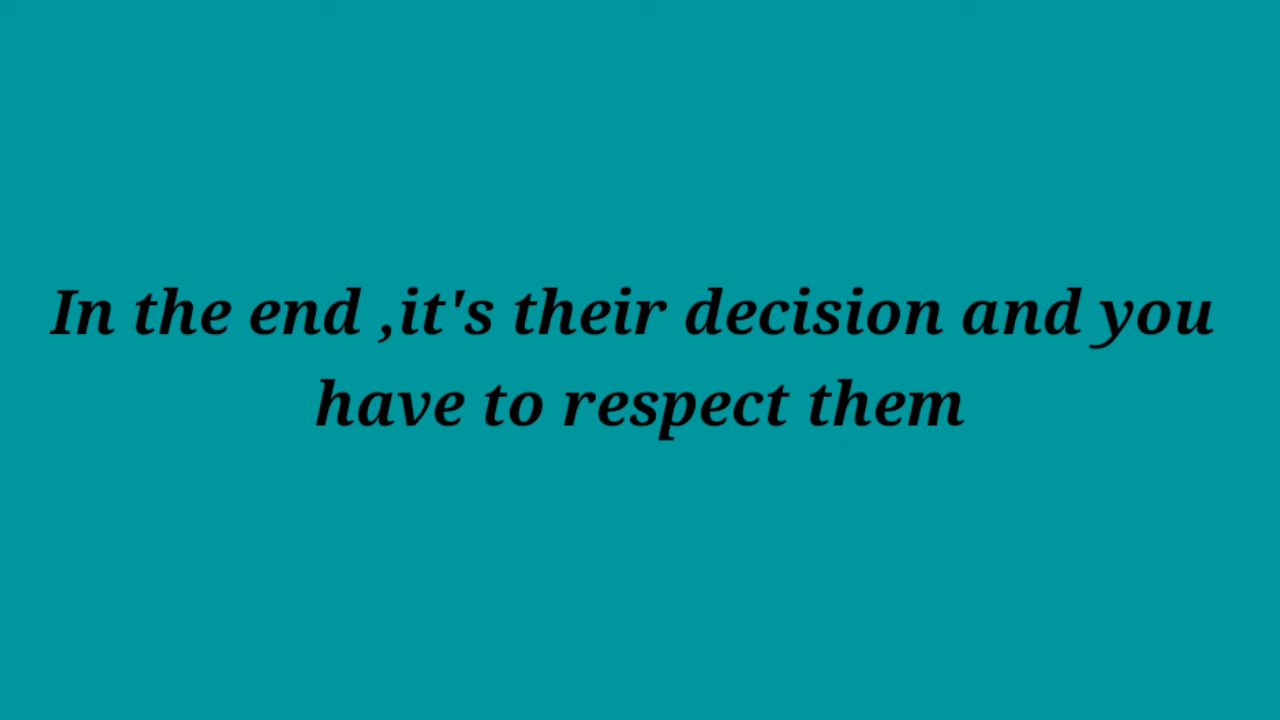 In the end ,it's their decision and you
have to respect them